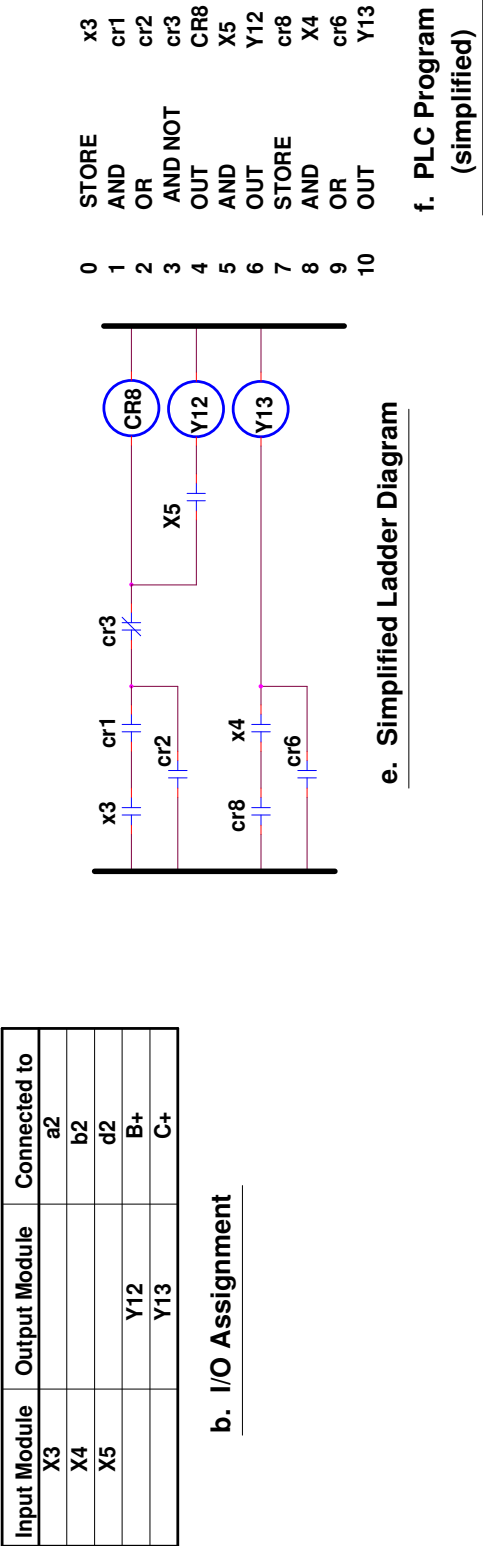 Input Module Output Module Connected to
X3 a2
X4 b2
X5 d2
Y12 B+
Y13 C+
b. I/O Assignment
x3 cr1 cr3 CR8
cr2 X5 Y12
cr8 x4 Y13
cr6
e. Simplified Ladder Diagram
0 STORE x3
1 AND cr1
2 OR cr2
3 AND NOT cr3
4 OUT CR8
5 AND X5
6 OUT Y12
7 STORE cr8
8 AND X4
9 OR cr6
10 OUT Y13
f. PLC Program
(simplified)